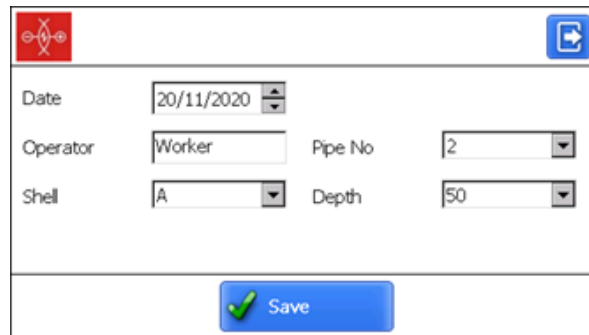 Date 20/11/2020
Operator Worker Pipe No 2
Shell A Depth 50
Save